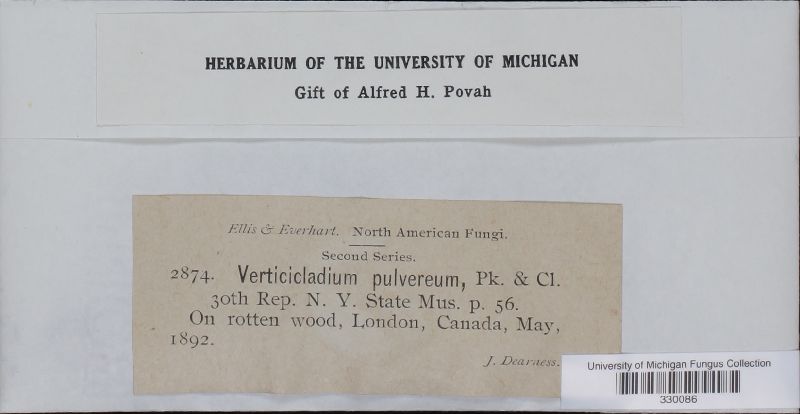 HERBARIUM OF THE UNIVERSITY OF MICHIGAN
Gift of Alfred H. Povah
Ellis & Everhart. North American Fungi.
Second Series.
2874. Verticicladium pulvereum, Pk. & Cl.
30th Rep. N. Y. State Mus. p. 56.
On rotten wood, London, Canada, May,
1892.
J. Dearness.
University of Michigan Fungus Collection
330086